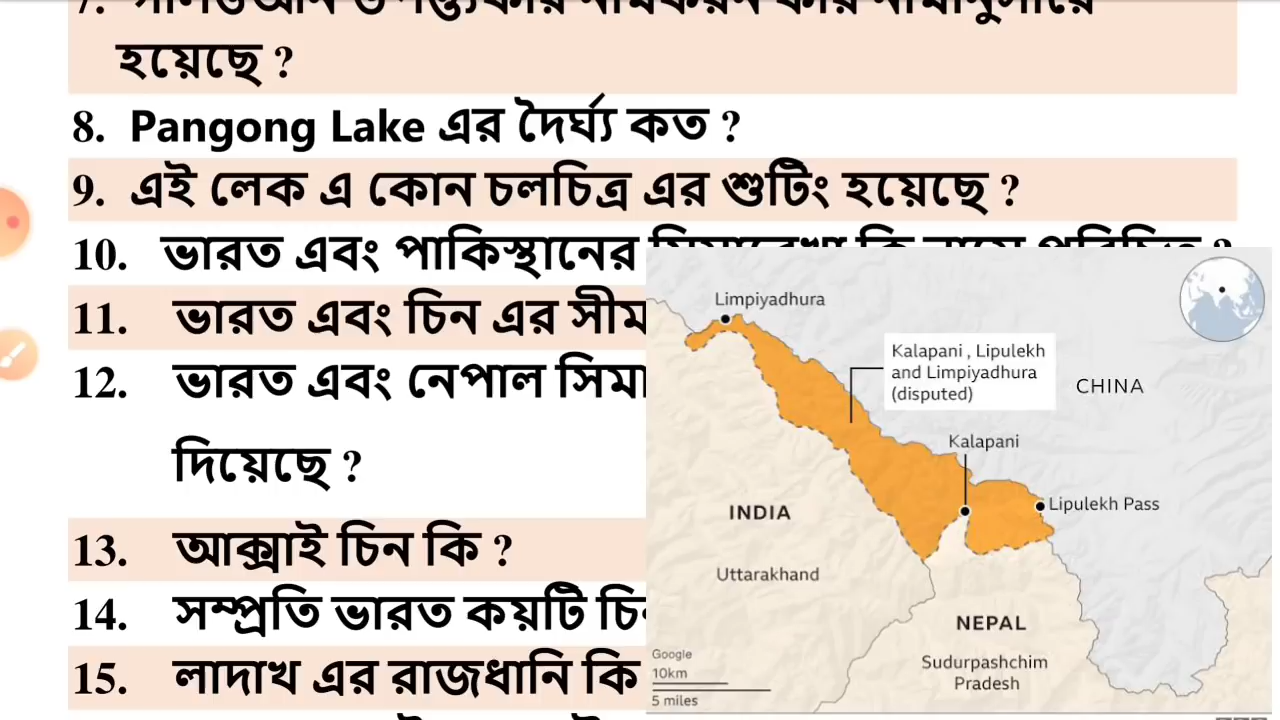 হয়েছে ?
8. Pangong Lake এর দৈর্ঘ্য কত ?
9. এই লেক এ কোন চলচিত্র এর শুটিং হয়েছে ?
10. ভারত এবং পাকিস্থানের
11. ভারত এবং চিন এর
12. ভারত এবং নেপাল
দিয়েছে ?
13. আক্সাই চিন কি ?
14. সম্প্রতি ভারত কয়টি
15. লাদাখ এর রাজধানি কি
Limpiyadhura
Kalapani , Lipulekh
and Limpiyadhura
(disputed)
CHINA
Kalapani
Lipulekh Pass
INDIA
Uttarakhand
NEPAL
Sudurpashchim
Pradesh
Google
10km
5 miles